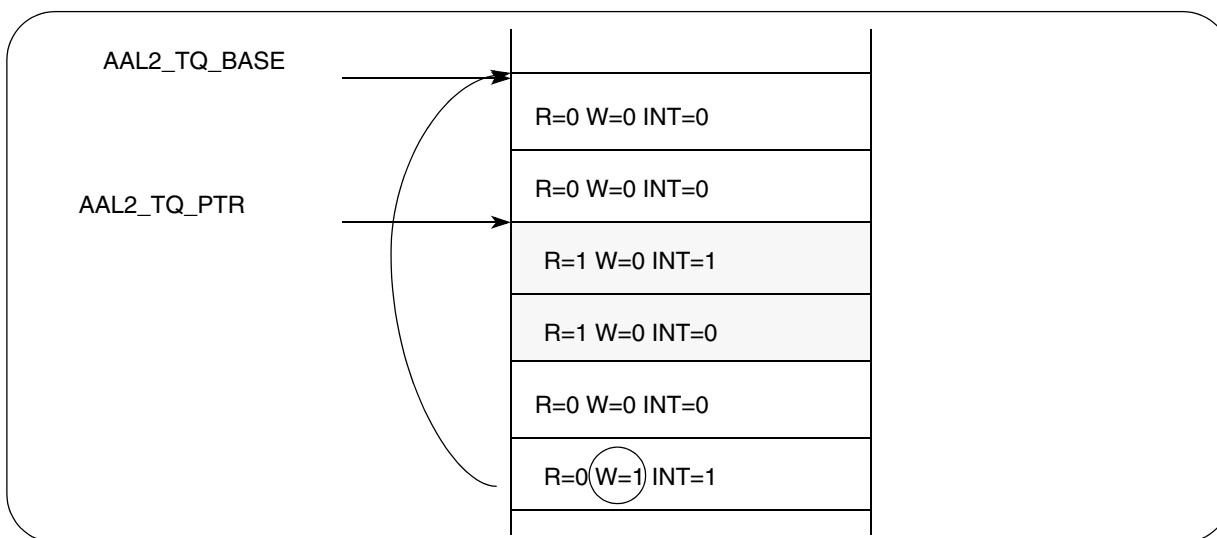 AAL2_TQ_BASE
R=0 W=0 INT=0
R=0 W=0 INT=0
AAL2_TQ_PTR
R=1 W=0 INT=1
R=1 W=0 INT=0
R=0 W=0 INT=0
R=0 W=1 INT=1